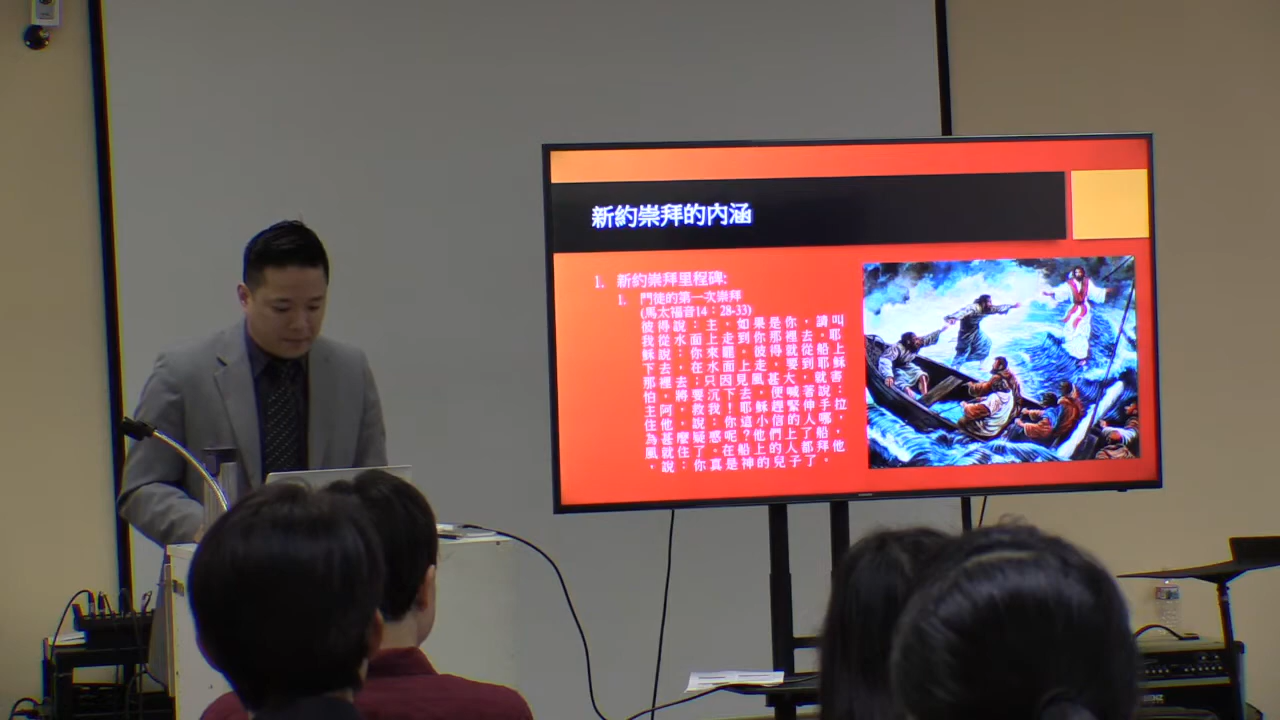 新約崇拜的內涵
1. 新約崇拜里程碑:
1. 門徒的第一次崇拜
(馬太福音14：28-33)
彼得說：主，如果是你，請叫
我從水面上走到你那裡去。耶
穌說：你來罷。彼得就從船上
下去，在水面上走，要到耶穌
那裡去；只因見風甚大，就害
怕，將要沉下去，便喊著說：
主阿，救我！耶穌趕緊伸手拉
住他，說：你這小信的人哪，
為甚麼疑惑呢？他們上了船，
風就住了。在船上的人都拜他
，說：你真是神的兒子了。